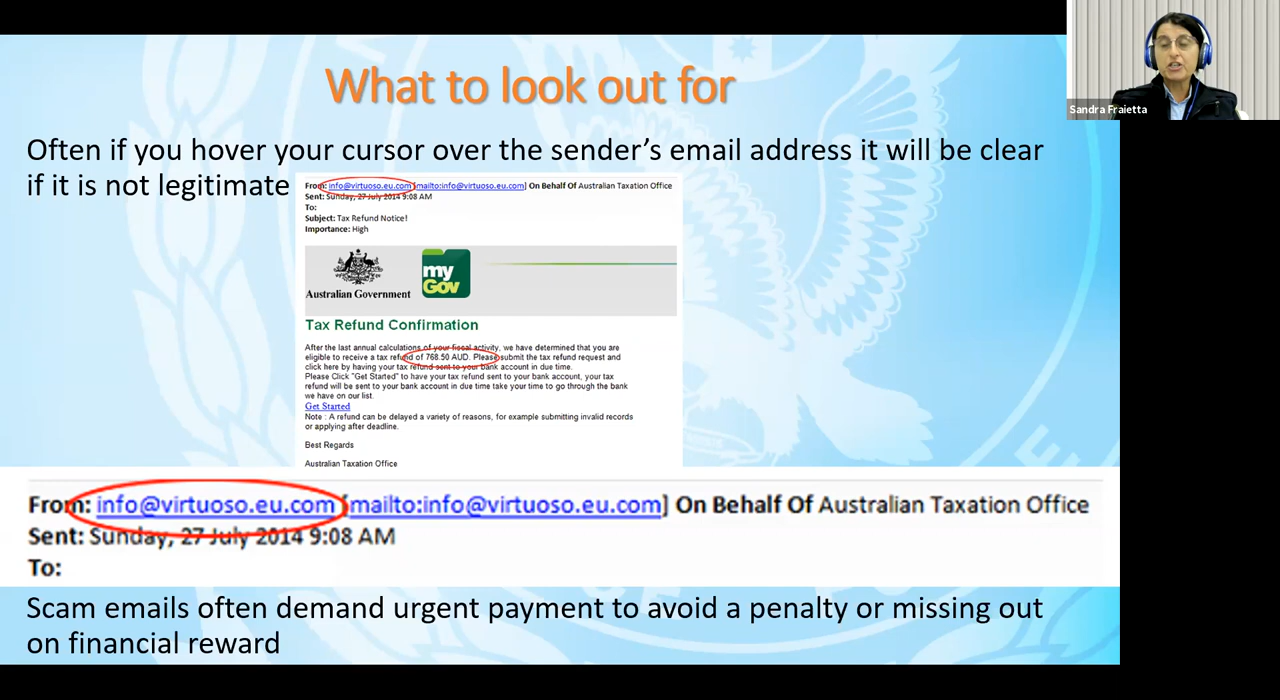 What to look out for
Sandra Fraietta
Often if you hover your cursor over the sender's email address it will be clear
if it is not legitimate
From: info@virtuoso.eu.com [mailto:info@virtuoso.eu.com] On Behalf Of Australian Taxation Office
Sent: Sunday, 27 July 2014 9:08 AM
To:
Subject: Tax Refund Notice!
Importance: High
my
Gov
Australian Government
Tax Refund Confirmation
After the last annual calculations of your fiscal activity, we have determined that you are
eligible to receive a tax refund of 768.50 AUD. Please submit the tax refund request and
click here by having your tax refund sent to your bank account in due time.
Please Click "Get Started" to have your tax refund sent to your bank account, your tax
refund will be sent to your bank account in due time take your time to go through the bank
we have on our list.
Get Started
Note : A refund can be delayed a variety of reasons, for example submitting invalid records
or applying after deadline.
Best Regards
Australian Taxation Office
From: info@virtuoso.eu.com [mailto:info@virtuoso.eu.com] On Behalf Of Australian Taxation Office
Sent: Sunday, 27 July 2014 9:08 AM
To:
Scam emails often demand urgent payment to avoid a penalty or missing out
on financial reward